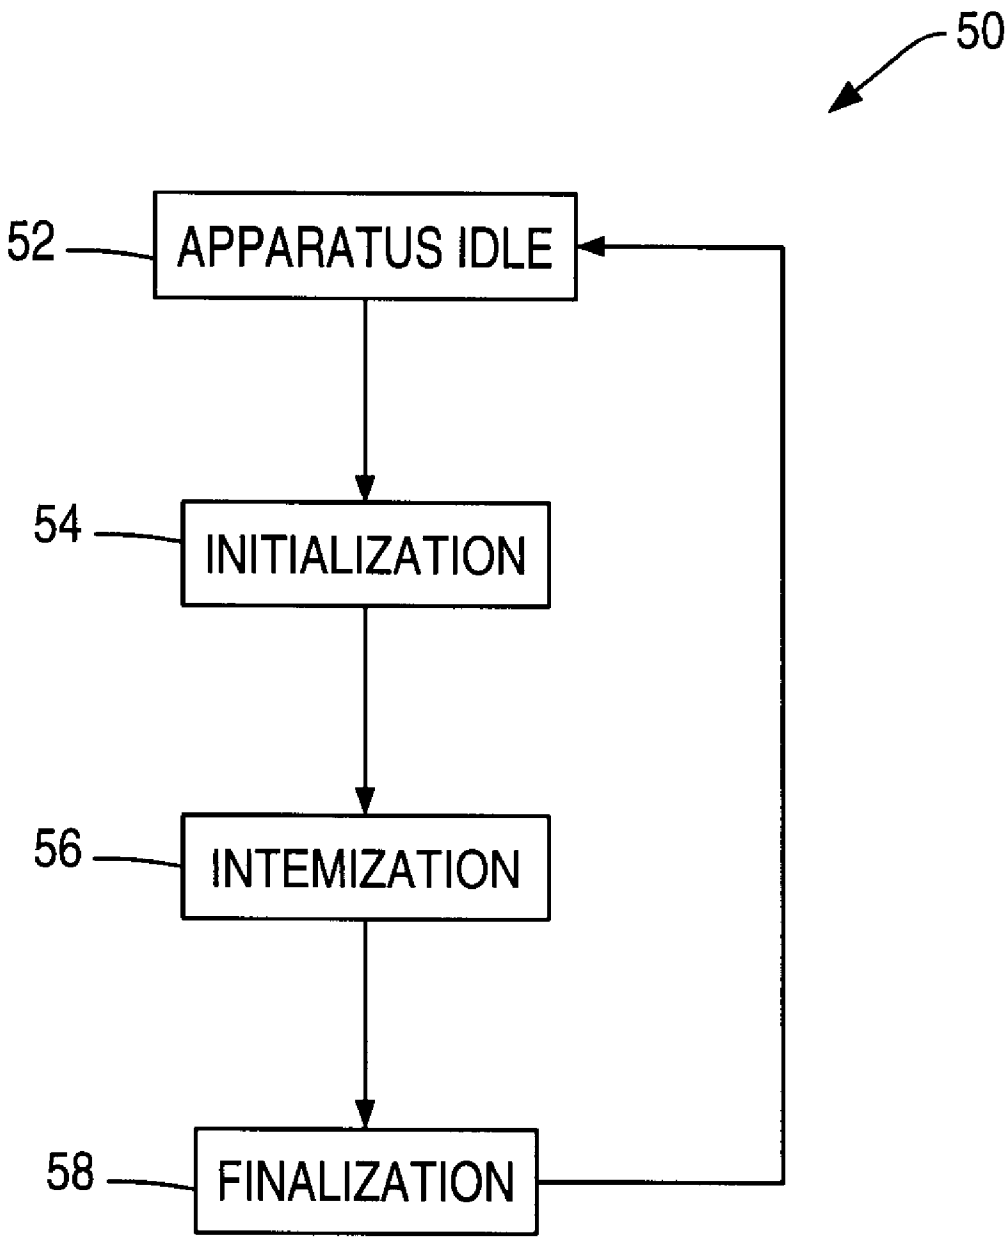 50
52 APPARATUS IDLE
54 INITIALIZATION
56 INTEMIZATION
58 FINALIZATION